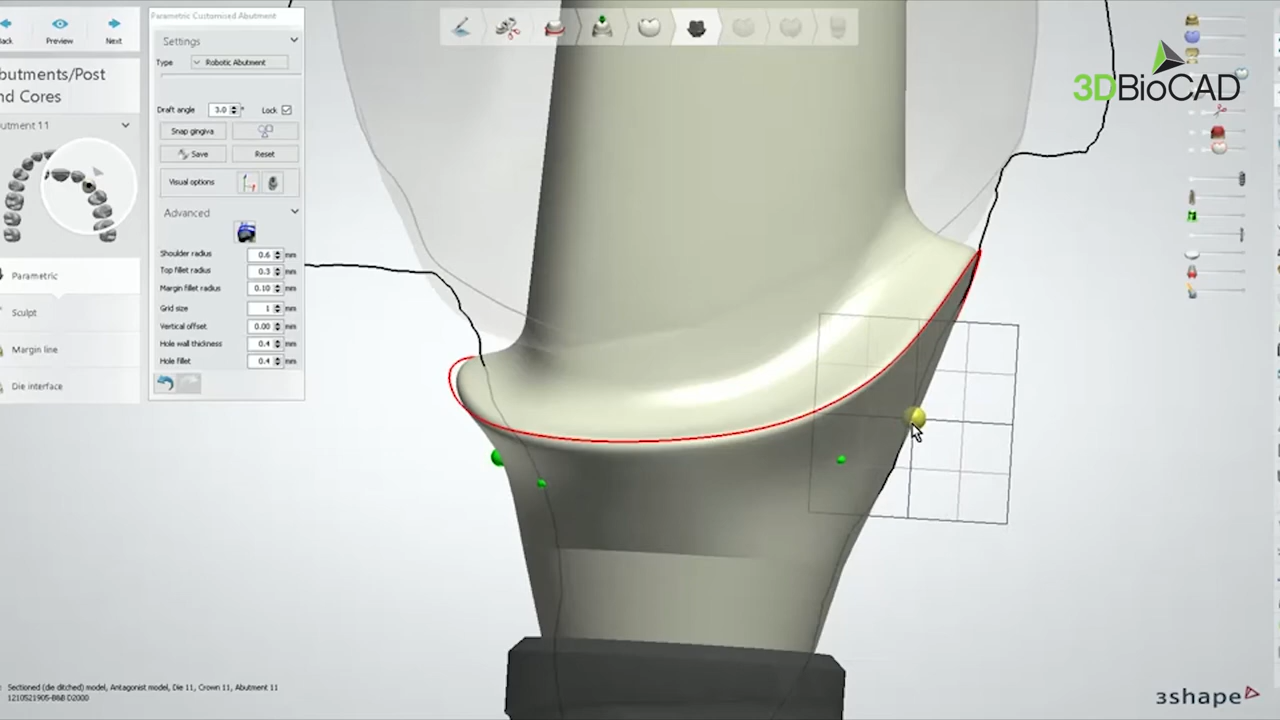 ack
Preview
Next
butments/Post
nd Cores
utment 11
Parametric
Sculpt
Margin line
Die interface
Parametric Customised Abutment
Settings
Type Robotic Abutment
Draft angle 3.0 ° Lock
Snap gingiva
Save Reset
Visual options
Advanced
Shoulder radius 0.6 mm
Top fillet radius 0.3 mm
Margin fillet radius 0.10 mm
Grid size 1 mm
Vertical offset 0.00 mm
Hole wall thickness 0.4 mm
Hole fillet 0.4 mm
3DBioCAD
Sectioned (die ditched) model, Antagonist model, Die 11, Crown 11, Abutment 11
1210521905-B&B D2000
3shape